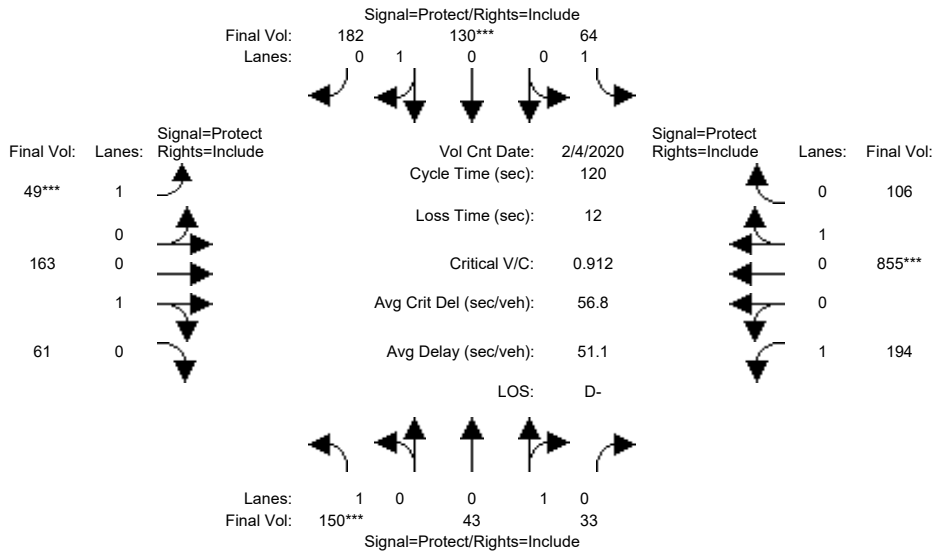 Signal=Protect/Rights=Include
Final Vol: 182 130*** 64
Lanes: 0 1 0 0 1
Signal=Protect
Final Vol: Lanes: Rights=Include
Vol Cnt Date: 2/4/2020
Signal=Protect
Rights=Include Lanes: Final Vol:
Cycle Time (sec): 120
49*** 1
0 106
Loss Time (sec): 12
0
1
163 0
Critical V/C: 0.912
0 855***
1
Avg Crit Del (sec/veh): 56.8
0
61 0
Avg Delay (sec/veh): 51.1
1 194
LOS: D-
Lanes: 1 0 0 1 0
Final Vol: 150*** 43 33
Signal=Protect/Rights=Include